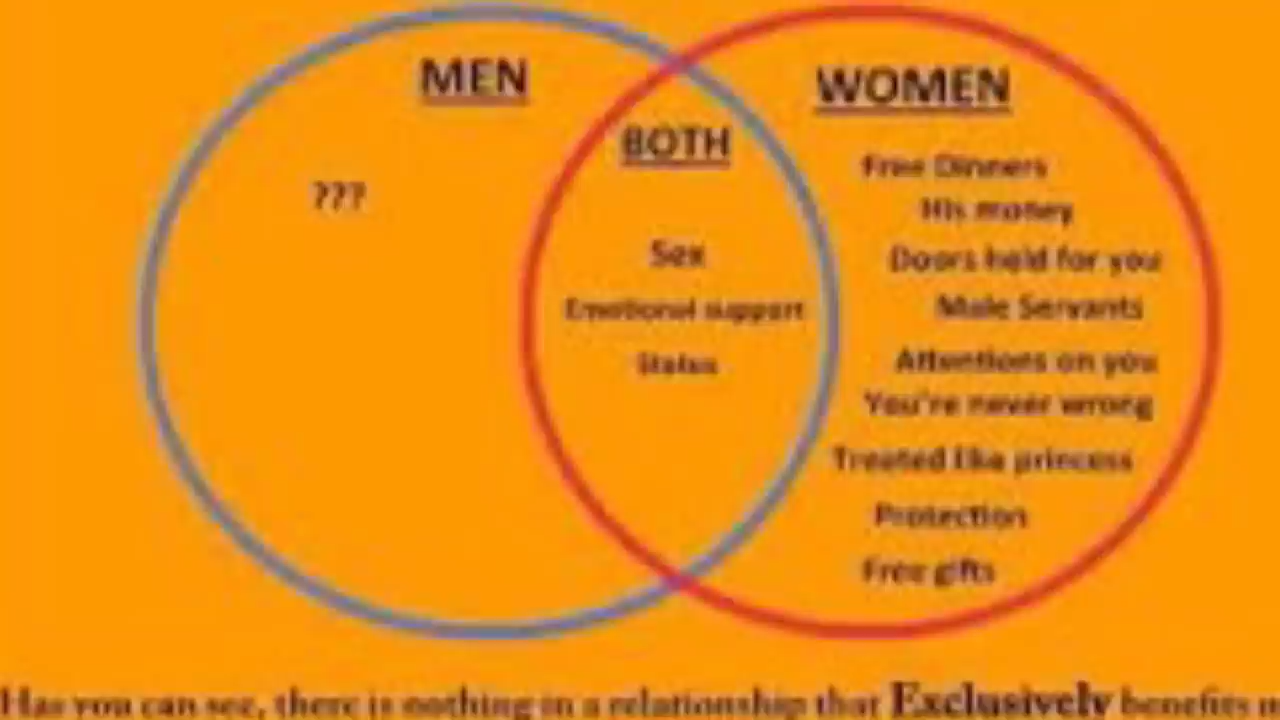 MEN
???
BOTH
Sex
Emotional support
Status
WOMEN
Free Dinners
His money
Doors held for you
Male Servants
Attentions on you
You're never wrong
Treated like princess
Protection
Free gifts
Has you can see, there is nothing in a relationship that Exclusively benefits